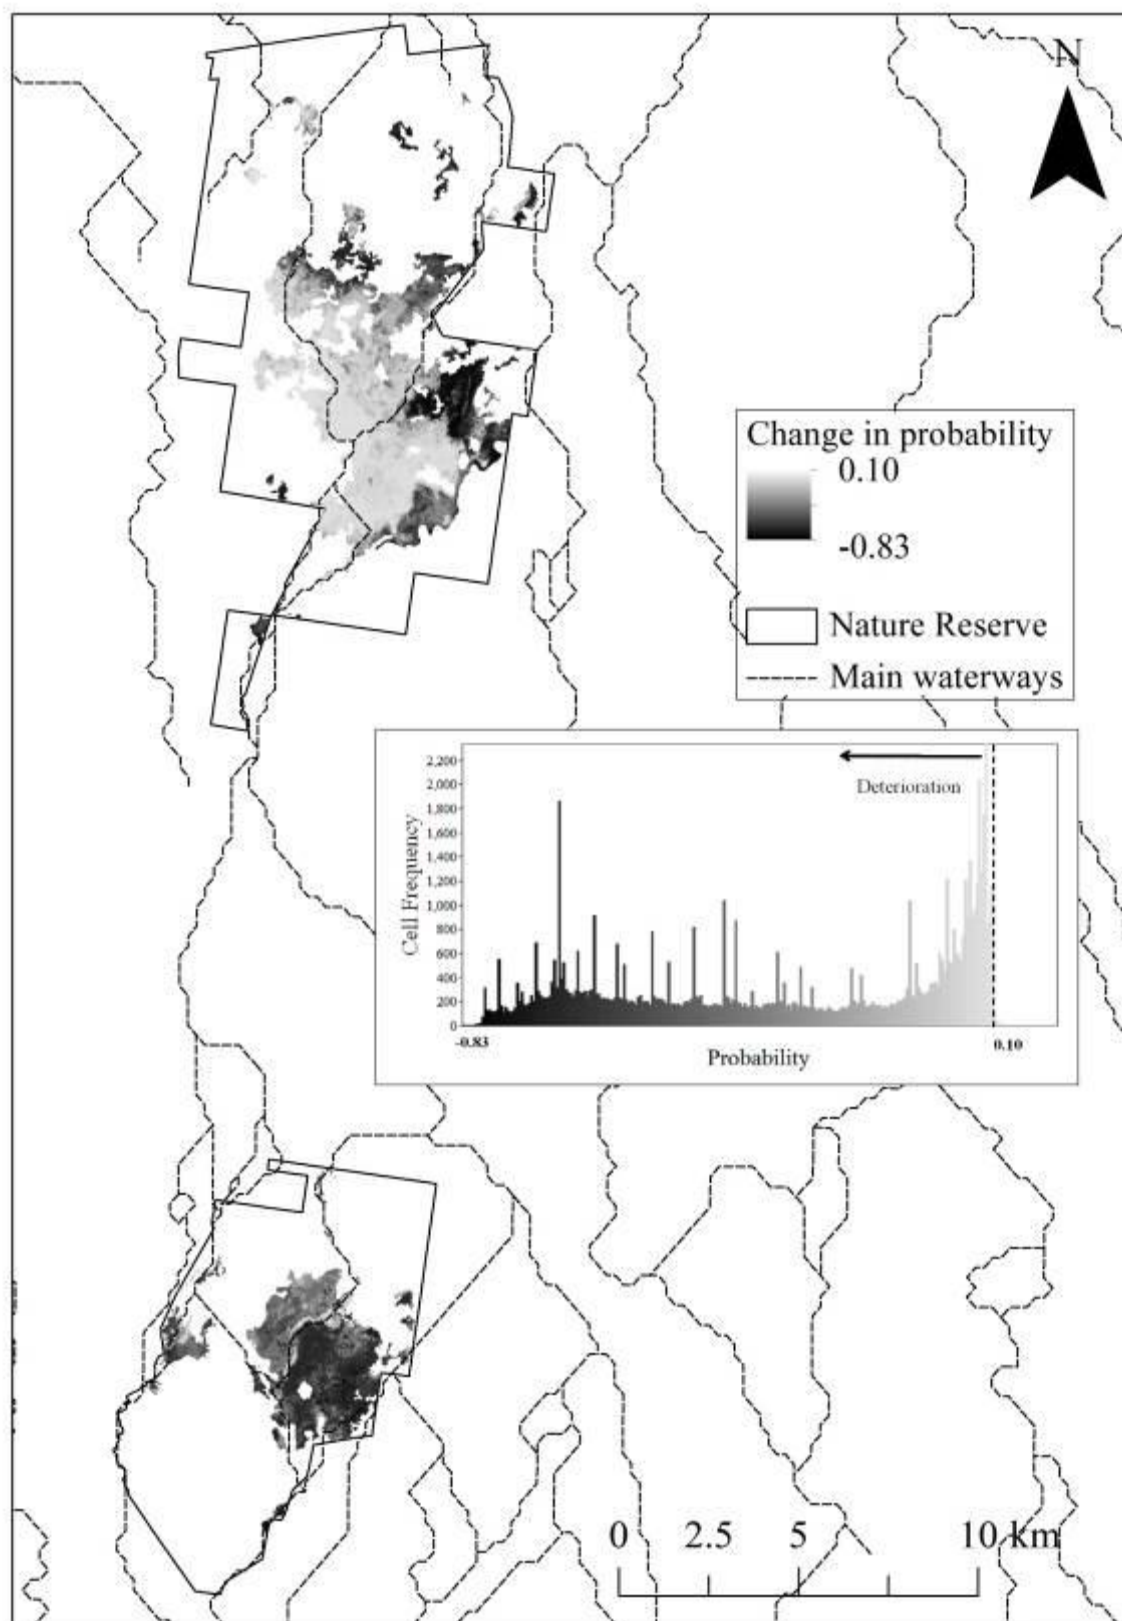 N
Change in probability
0.10
-0.83
Nature Reserve
Main waterways
2,200
2,000
1,800
1,600
1,400
1,200
1,000
800
600
400
200
0
Cell Frequency
Deterioration
-0.83
0.10
Probability
0 2.5 5 10 km